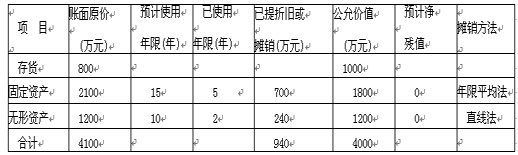 项 目 账面原价(万元) 预计使用年限(年) 已使用年限(年) 已提折旧或摊销(万元) 公允价值(万元) 预计净残值 摊销方法
存货 800 1000
固定资产 2100 15 5 700 1800 0 年限平均法
无形资产 1200 10 2 240 1200 0 直线法
合计 4100 940 4000